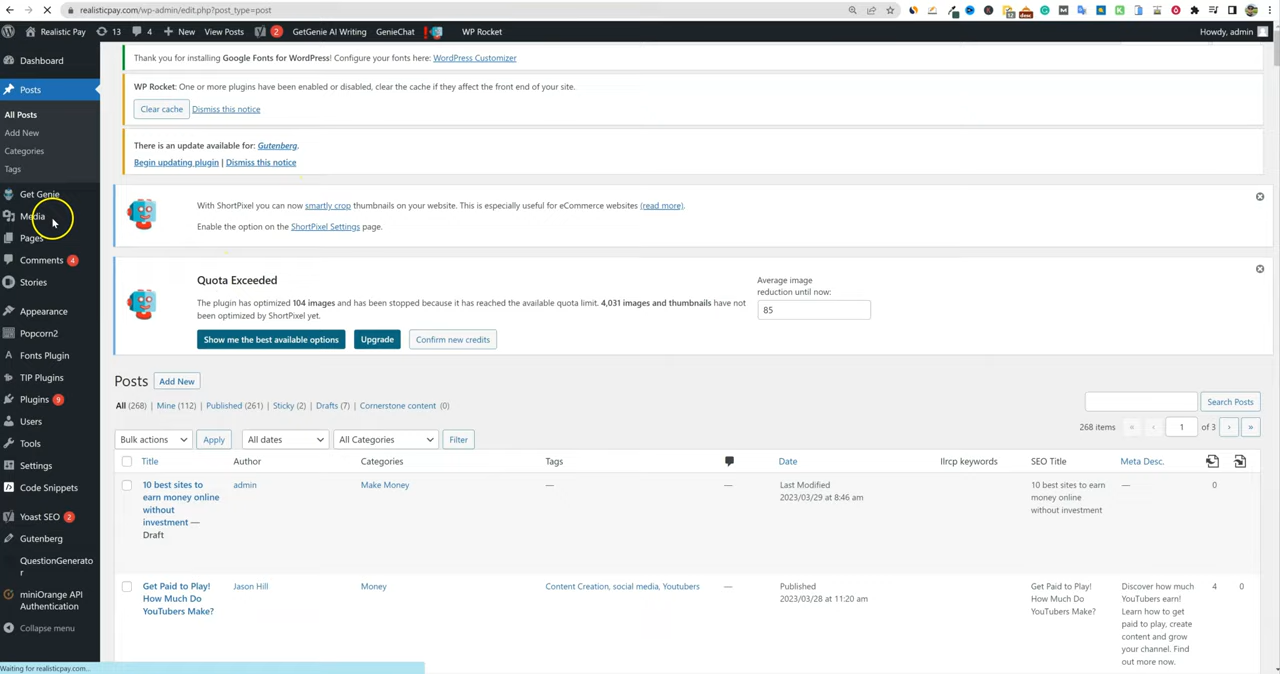 realisticpay.com/wp-admin/edit.php?post_type=post
Realistic Pay 13 4 New View Posts 2 GetGenie AI Writing GenieChat WP Rocket Howdy, admin
Dashboard
Posts
All Posts
Add New
Categories
Tags
Get Genie
Media
Pages
Comments 4
Stories
Appearance
Popcorn2
Fonts Plugin
TIP Plugins
Plugins 9
Users
Tools
Settings
Code Snippets
Yoast SEO 2
Gutenberg
QuestionGenerato
r
miniOrange API
Authentication
Collapse menu
Waiting for realisticpay.com...
Thank you for installing Google Fonts for WordPress! Configure your fonts here: WordPress Customizer
WP Rocket: One or more plugins have been enabled or disabled, clear the cache if they affect the front end of your site.
Clear cache Dismiss this notice
There is an update available for: Gutenberg.
Begin updating plugin | Dismiss this notice
With ShortPixel you can now smartly crop thumbnails on your website. This is especially useful for eCommerce websites (read more).
Enable the option on the ShortPixel Settings page.
Quota Exceeded
The plugin has optimized 104 images and has been stopped because it has reached the available quota limit. 4,031 images and thumbnails have not
been optimized by ShortPixel yet.
Average image
reduction until now:
85
Show me the best available options Upgrade Confirm new credits
Posts Add New
All (268) | Mine (112) | Published (261) | Sticky (2) | Drafts (7) | Cornerstone content (0)
Search Posts
268 items « ‹ 1 of 3 › »
Bulk actions Apply All dates All Categories Filter
Title Author Categories Tags Date llrcp keywords SEO Title Meta Desc.
10 best sites to
earn money online
without
investment —
Draft
admin
Make Money
—
—
Last Modified
2023/03/29 at 8:46 am
10 best sites to earn
money online
without investment
—
0
Get Paid to Play!
How Much Do
YouTubers Make?
Jason Hill
Money
Content Creation, social media, Youtubers
—
Published
2023/03/28 at 11:20 am
Get Paid to Play!
How Much Do
YouTubers Make?
Discover how much
YouTubers earn!
Learn how to get
paid to play, create
content and grow
your channel. Find
out more now.
4
0